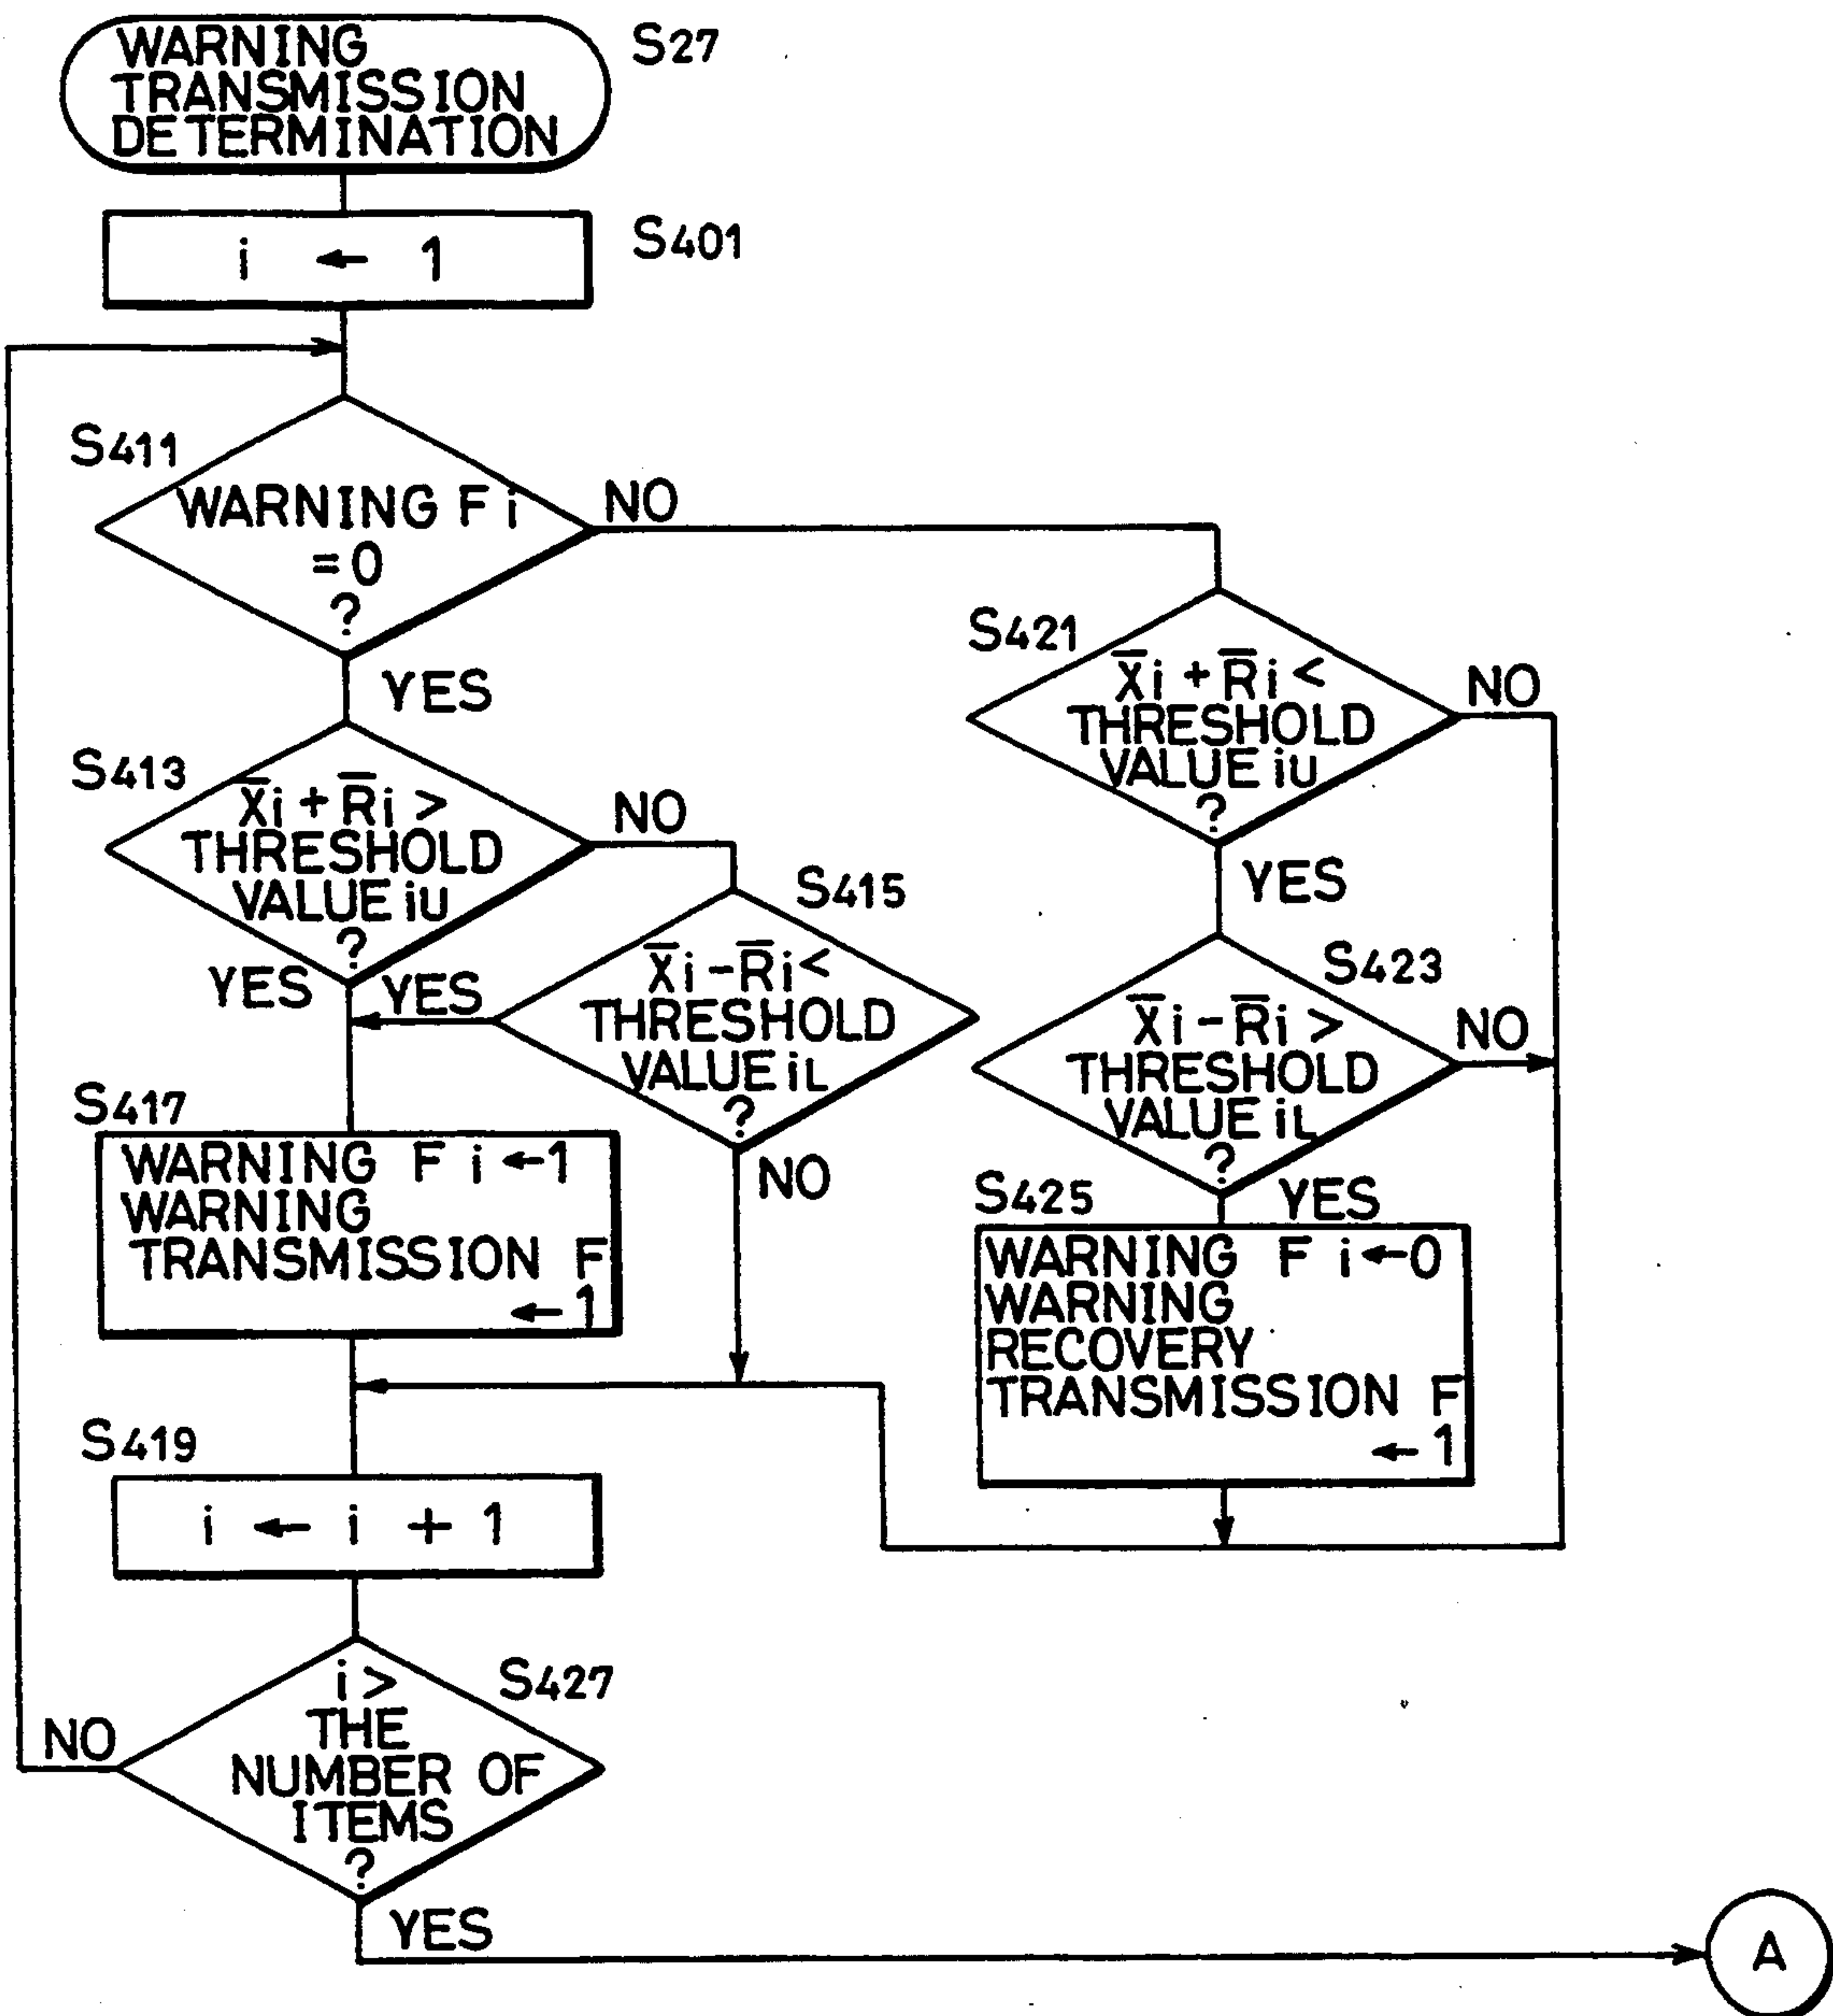 WARNING
TRANSMISSION
DETERMINATION
S27
i ← 1
S401
S411
WARNING F i
=0
?
NO
YES
S421
X̄i + R̄i <
THRESHOLD
VALUE iU
?
NO
YES
S413
X̄i + R̄i >
THRESHOLD
VALUE iU
?
NO
YES
S415
X̄i - R̄i <
THRESHOLD
VALUE iL
?
YES
NO
S423
X̄i - R̄i >
THRESHOLD
VALUE iL
?
NO
YES
S417
WARNING F i ←1
WARNING
TRANSMISSION F
← 1
S425
WARNING F i ←0
WARNING
RECOVERY
TRANSMISSION F
← 1
S419
i ← i + 1
S427
i >
THE
NUMBER OF
ITEMS
?
NO
YES
A